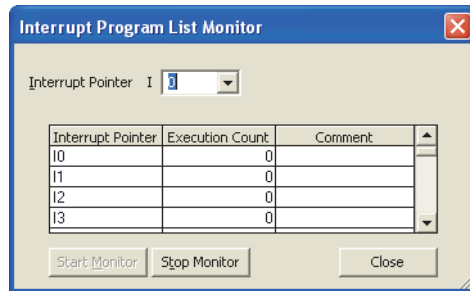 Interrupt Program List Monitor
Interrupt Pointer I 0
Interrupt Pointer Execution Count Comment
I0 0
I1 0
I2 0
I3 0
Start Monitor Stop Monitor Close